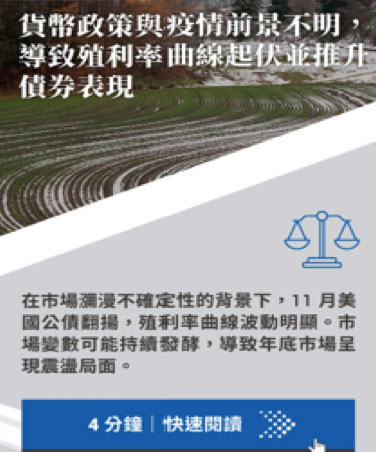 貨幣政策與疫情前景不明，
導致殖利率曲線起伏並推升
債券表現
在市場瀰漫不確定性的背景下，11 月美
國公債翻揚，殖利率曲線波動明顯。市
場變數可能持續發酵，導致年底市場呈
現震盪局面。
4 分鐘｜快速閱讀